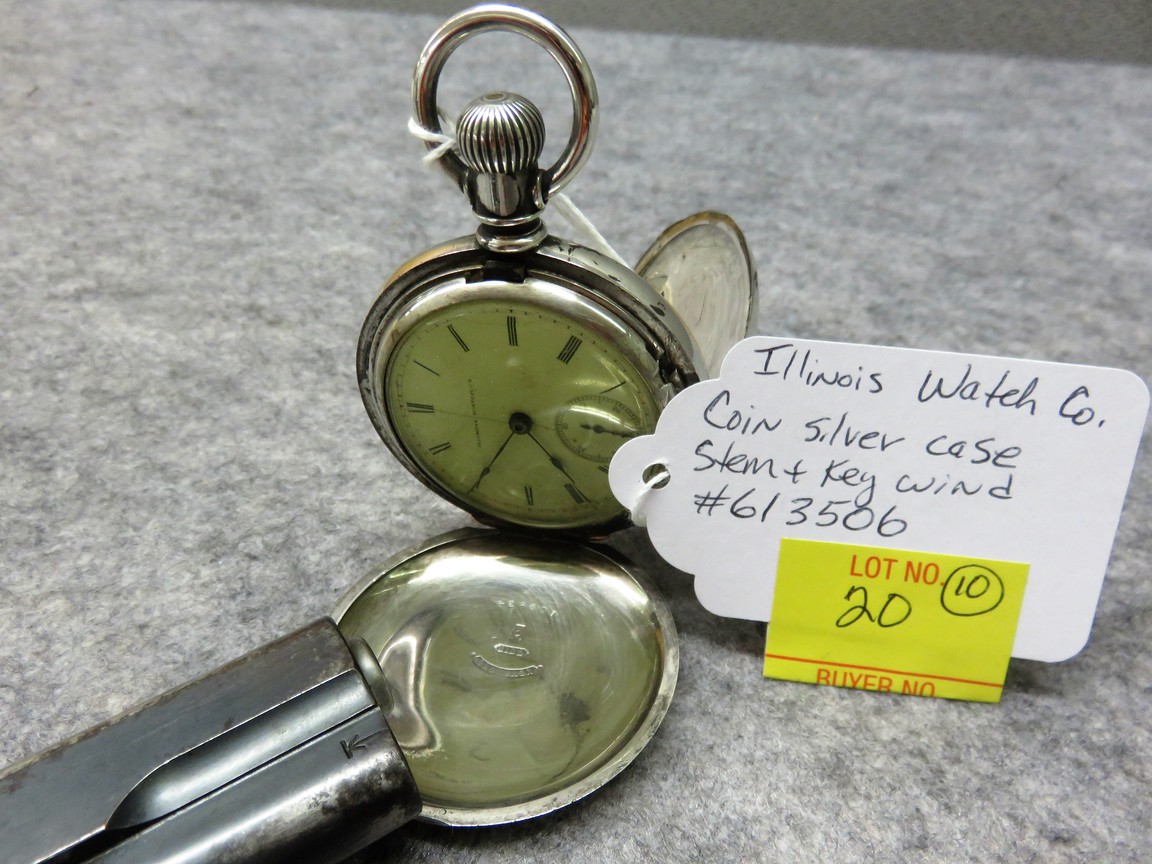 Illinois Watch Co.
Coin silver case
Stem + Key wind
#613506
LOT NO. 10
20
BUYER NO.
K